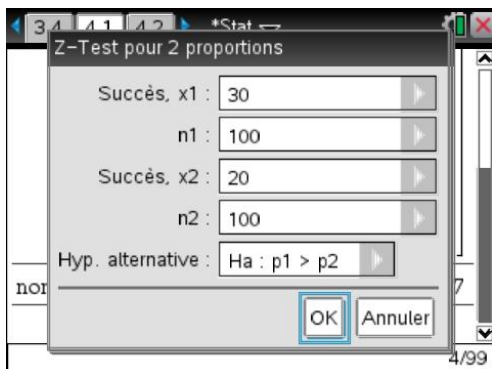 3.4 4.1 4.2 *Stat
Z-Test pour 2 proportions
Succès, x1 : 30
n1 : 100
Succès, x2 : 20
n2 : 100
Hyp. alternative : Ha : p1 > p2
nor 7
OK Annuler
4/99